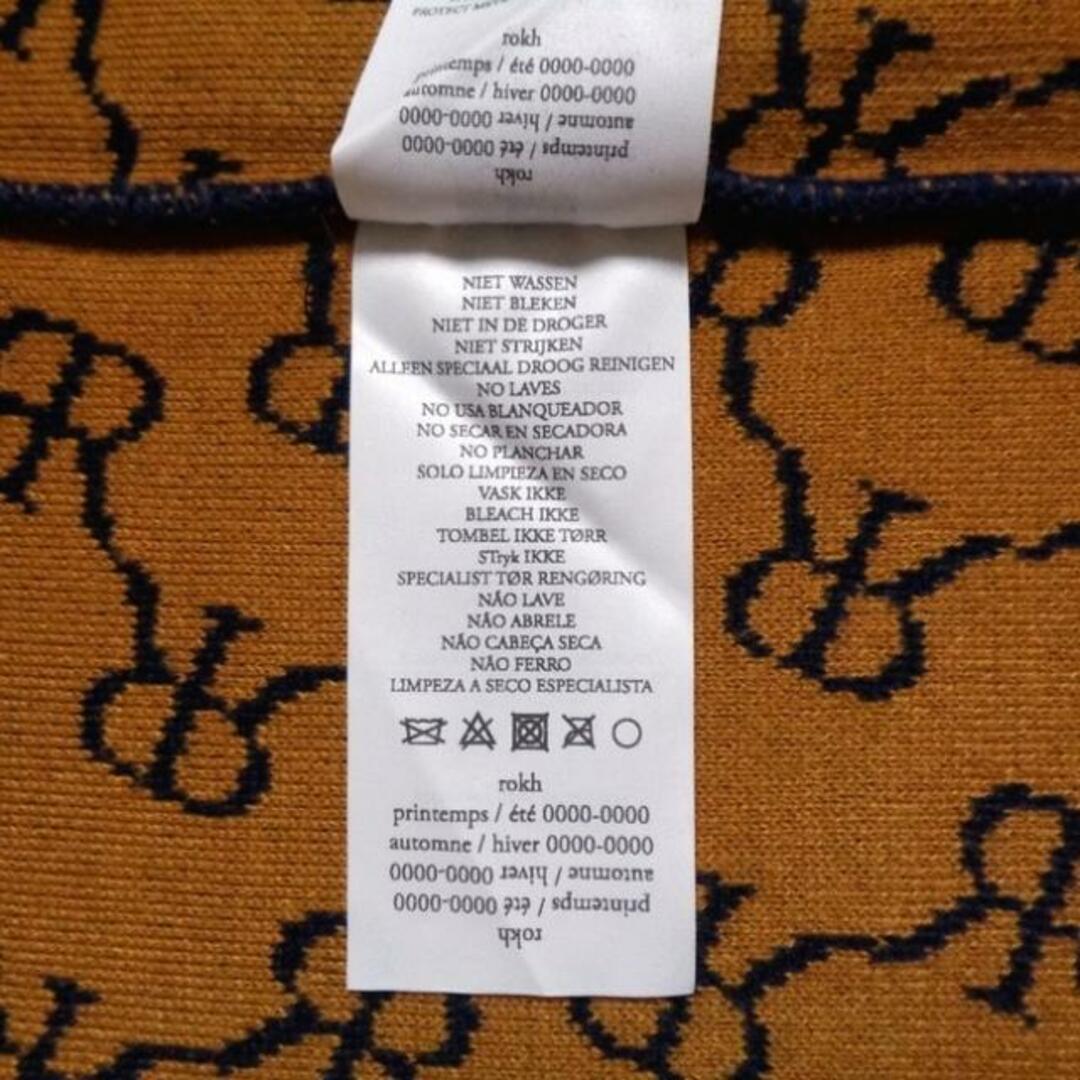 PROTECT
rokh
printemps / été 0000-0000
automne / hiver 0000-0000
automne / hiver 0000-0000
printemps / été 0000-0000
rokh
NIET WASSEN
NIET BLEKEN
NIET IN DE DROGER
NIET STRIJKEN
ALLEEN SPECIAAL DROOG REINIGEN
NO LAVES
NO USA BLANQUEADOR
NO SECAR EN SECADORA
NO PLANCHAR
SOLO LIMPIEZA EN SECO
VASK IKKE
BLEACH IKKE
TOMBEL IKKE TØRR
STryk IKKE
SPECIALIST TØR RENGØRING
NÃO LAVE
NÃO ABRELE
NÃO CABEÇA SECA
NÃO FERRO
LIMPEZA A SECO ESPECIALISTA
rokh
printemps / été 0000-0000
automne / hiver 0000-0000
automne / hiver 0000-0000
printemps / été 0000-0000
rokh